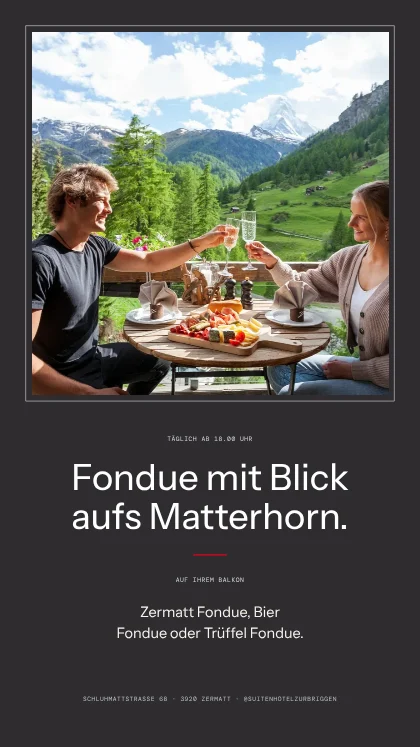 TÄGLICH AB 18.00 UHR
Fondue mit Blick
aufs Matterhorn.
AUF IHREM BALKON
Zermatt Fondue, Bier
Fondue oder Trüffel Fondue.
SCHLUHMATTSTRASSE 68 · 3920 ZERMATT · @SUITENHOTELZURBRIGGEN